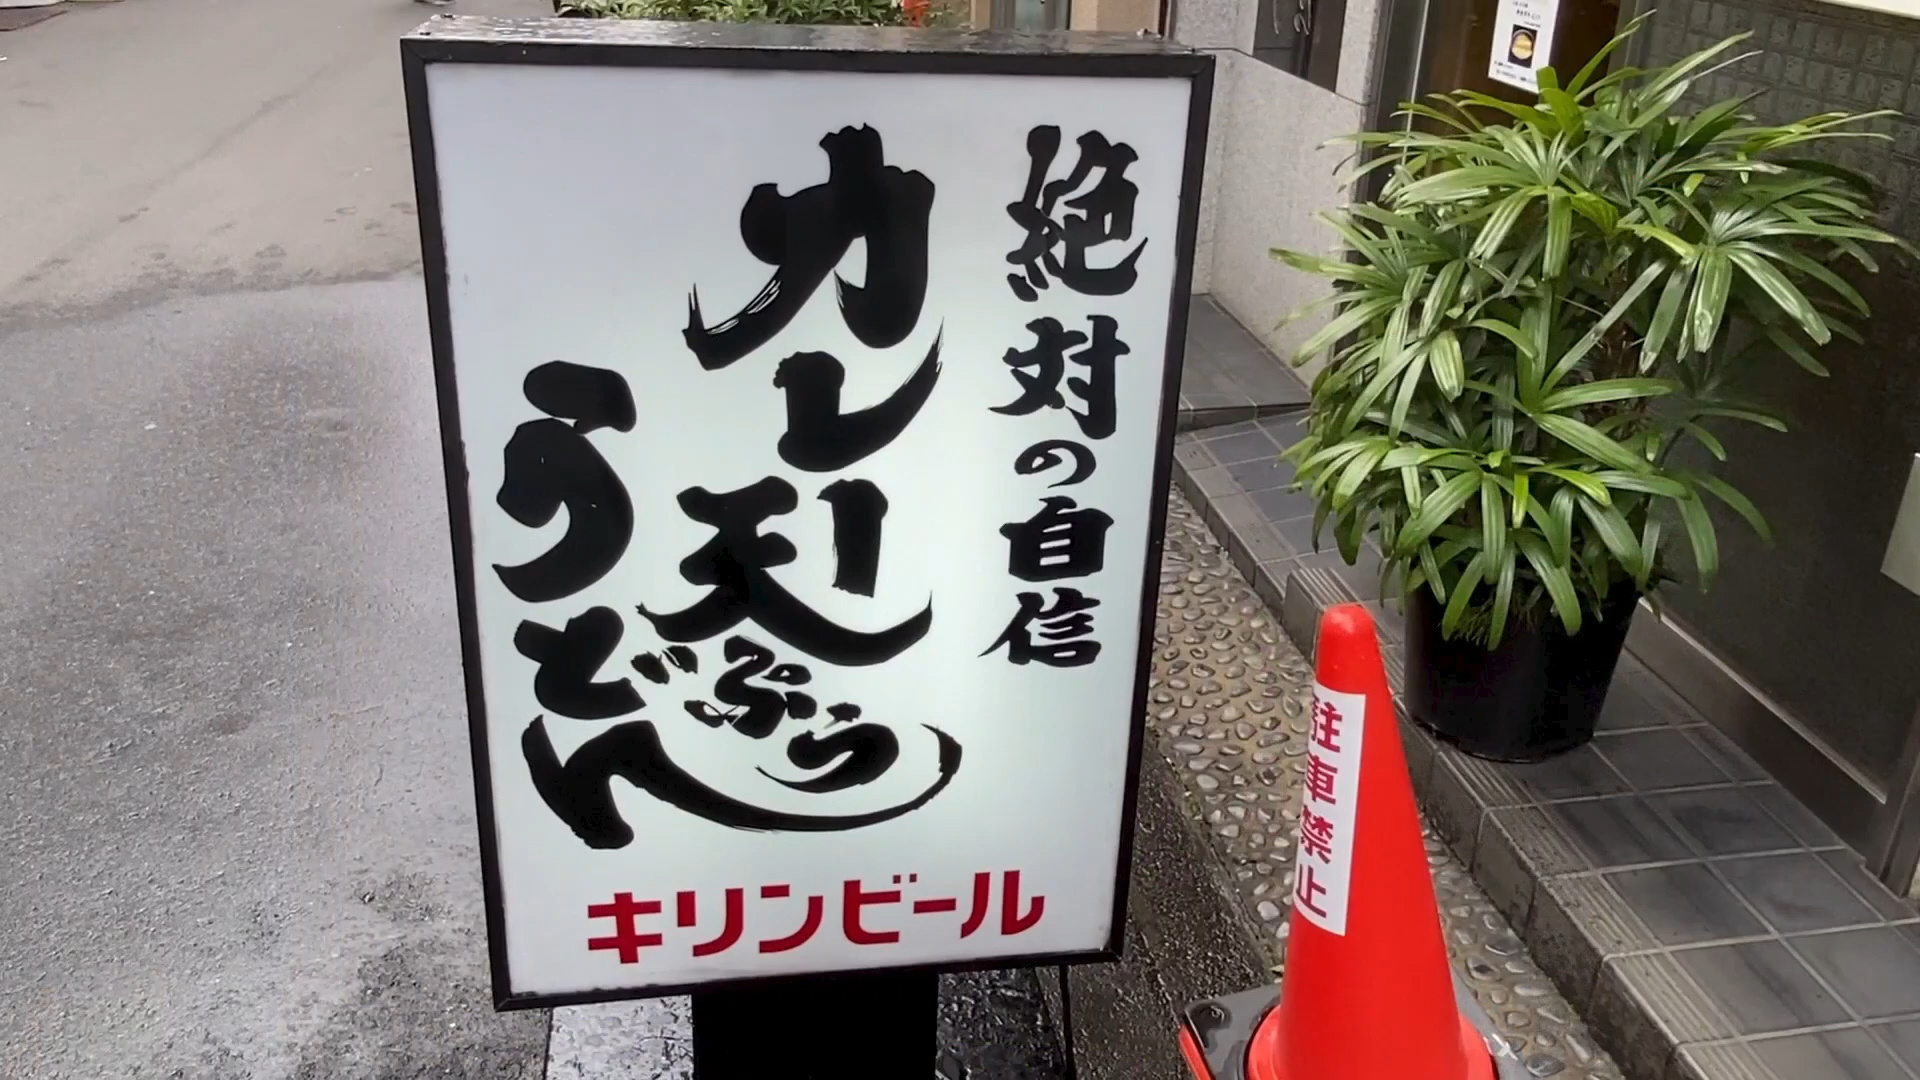 絶対の自信
カレー
天ぷら
うどん
キリンビール
駐車禁止